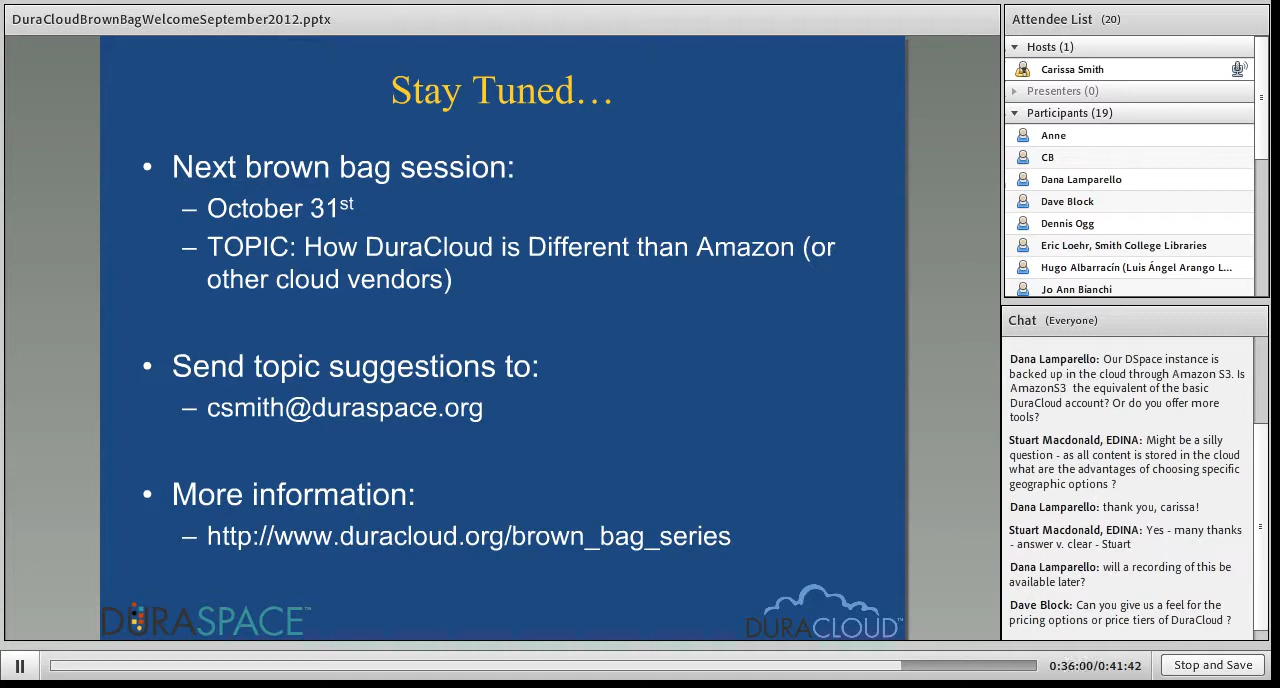 DuraCloudBrownBagWelcomeSeptember2012.pptx
Stay Tuned…
• Next brown bag session:
– October 31st
– TOPIC: How DuraCloud is Different than Amazon (or
other cloud vendors)
• Send topic suggestions to:
– csmith@duraspace.org
• More information:
– http://www.duracloud.org/brown_bag_series
DURASPACE™
DURACLOUD™
Attendee List (20)
Hosts (1)
Carissa Smith
Presenters (0)
Participants (19)
Anne
CB
Dana Lamparello
Dave Block
Dennis Ogg
Eric Loehr, Smith College Libraries
Hugo Albarracín (Luis Ángel Arango L...
Jo Ann Bianchi
Chat (Everyone)
Dana Lamparello: Our DSpace instance is
backed up in the cloud through Amazon S3. Is
AmazonS3 the equivalent of the basic
DuraCloud account? Or do you offer more
tools?
Stuart Macdonald, EDINA: Might be a silly
question - as all content is stored in the cloud
what are the advantages of choosing specific
geographic options ?
Dana Lamparello: thank you, carissa!
Stuart Macdonald, EDINA: Yes - many thanks
- answer v. clear - Stuart
Dana Lamparello: will a recording of this be
available later?
Dave Block: Can you give us a feel for the
pricing options or price tiers of DuraCloud ?
0:36:00/0:41:42
Stop and Save